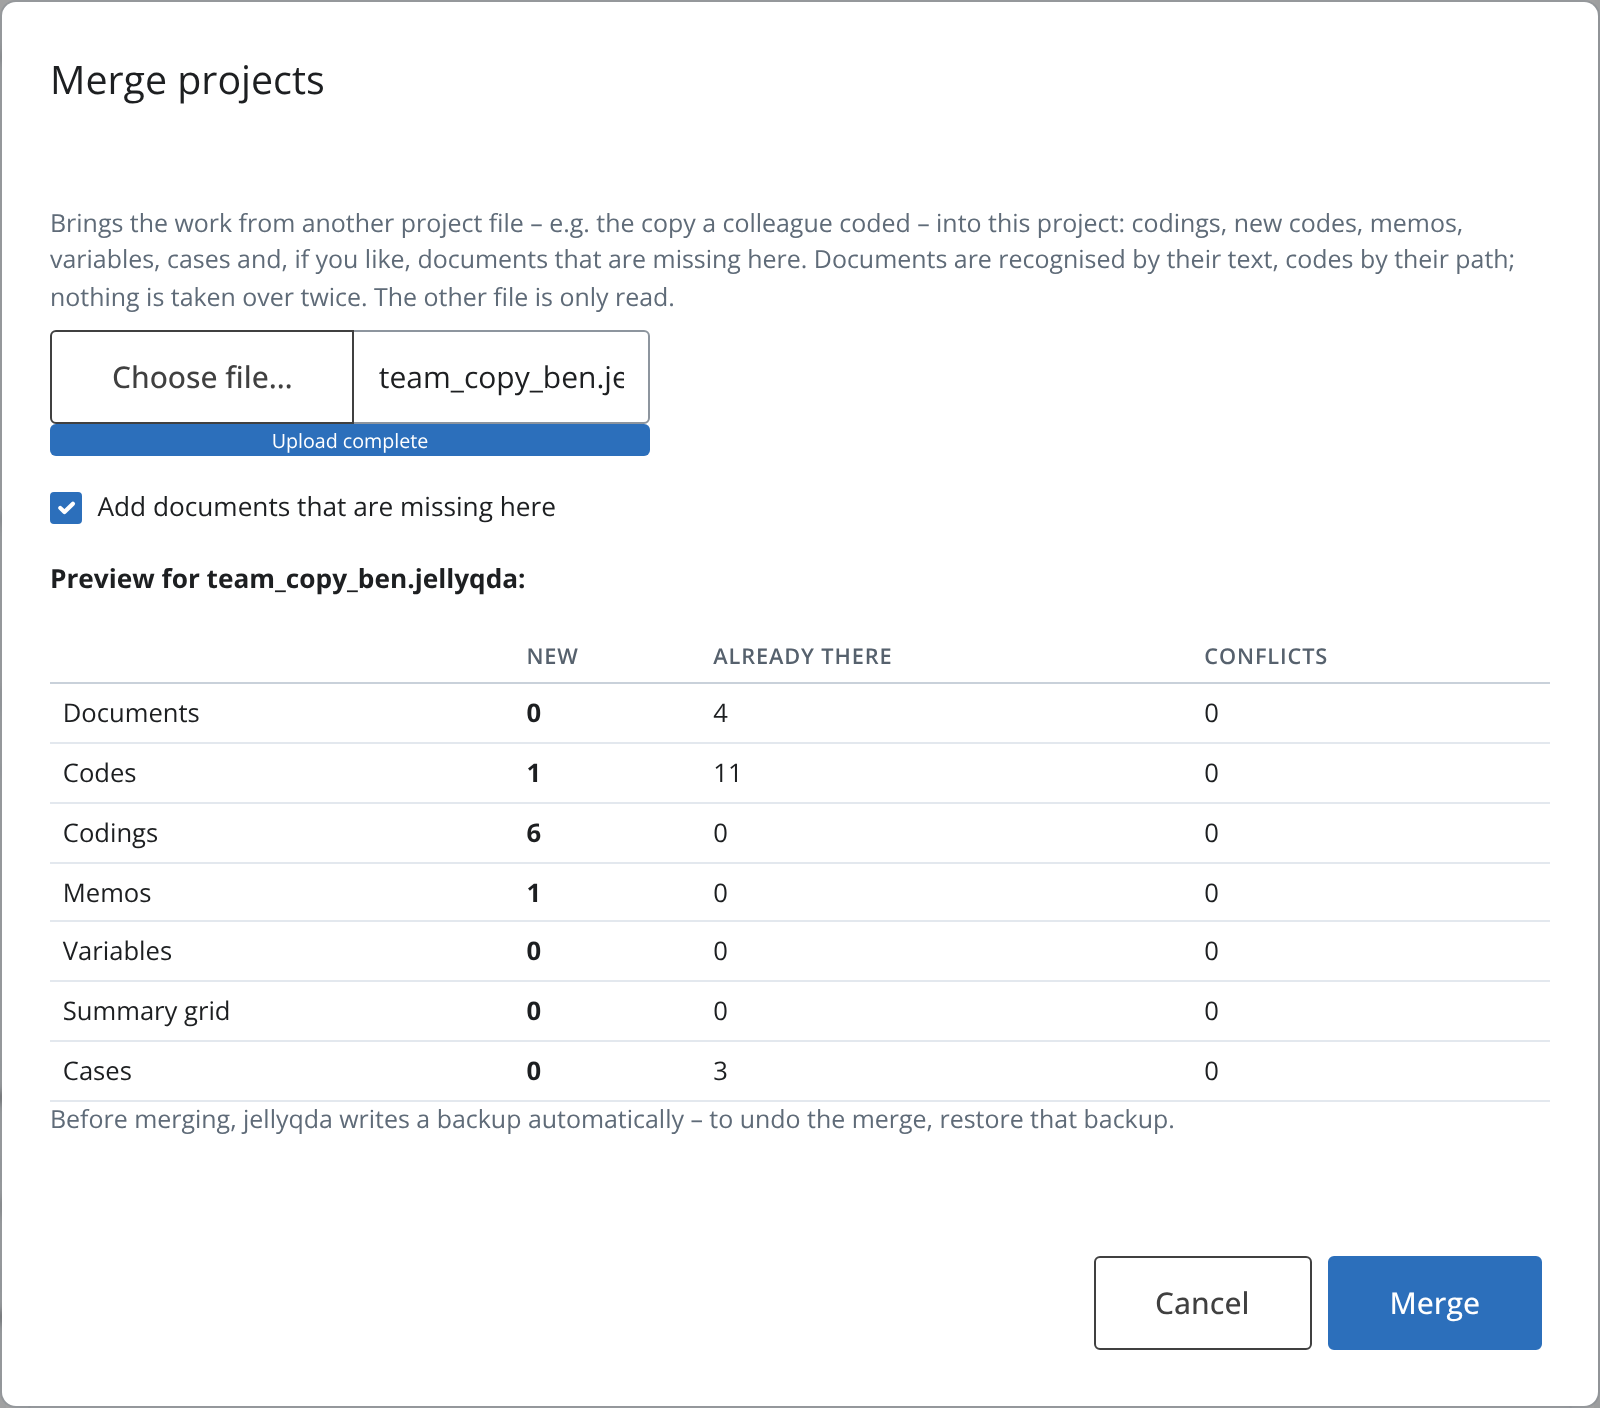 Merge projects
Brings the work from another project file – e.g. the copy a colleague coded – into this project: codings, new codes, memos,
variables, cases and, if you like, documents that are missing here. Documents are recognised by their text, codes by their path;
nothing is taken over twice. The other file is only read.
Choose file... team_copy_ben.je
Upload complete
Add documents that are missing here
Preview for team_copy_ben.jellyqda:
NEW ALREADY THERE CONFLICTS
Documents 0 4 0
Codes 1 11 0
Codings 6 0 0
Memos 1 0 0
Variables 0 0 0
Summary grid 0 0 0
Cases 0 3 0
Before merging, jellyqda writes a backup automatically – to undo the merge, restore that backup.
Cancel Merge